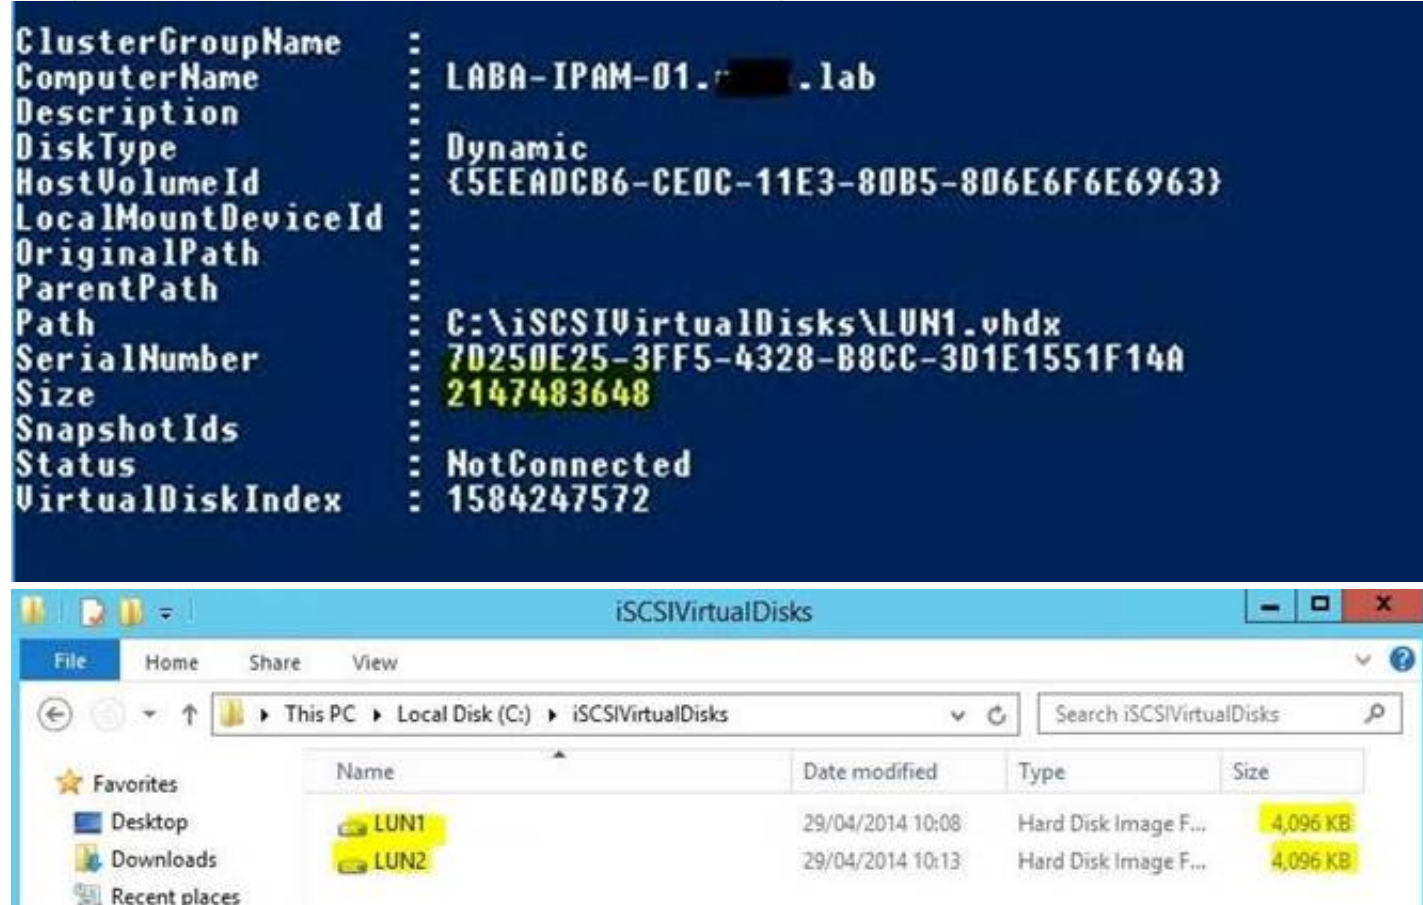 ClusterGroupName :
ComputerName : LABA-IPAM-01. .lab
Description :
DiskType : Dynamic
HostVolumeId : {5EEADCB6-CE0C-11E3-80B5-806E6F6E6963}
LocalMountDeviceId :
OriginalPath :
ParentPath :
Path : C:\iSCSIVirtualDisks\LUN1.vhdx
SerialNumber : 7D250E25-3FF5-4328-B8CC-3D1E1551F14A
Size : 2147483648
SnapshotIds :
Status : NotConnected
VirtualDiskIndex : 1584247572
iSCSIVirtualDisks
File Home Share View
This PC Local Disk (C:) iSCSIVirtualDisks Search iSCSIVirtualDisks
Name Date modified Type Size
Favorites
Desktop LUN1 29/04/2014 10:08 Hard Disk Image F... 4,096 KB
Downloads LUN2 29/04/2014 10:13 Hard Disk Image F... 4,096 KB
Recent places